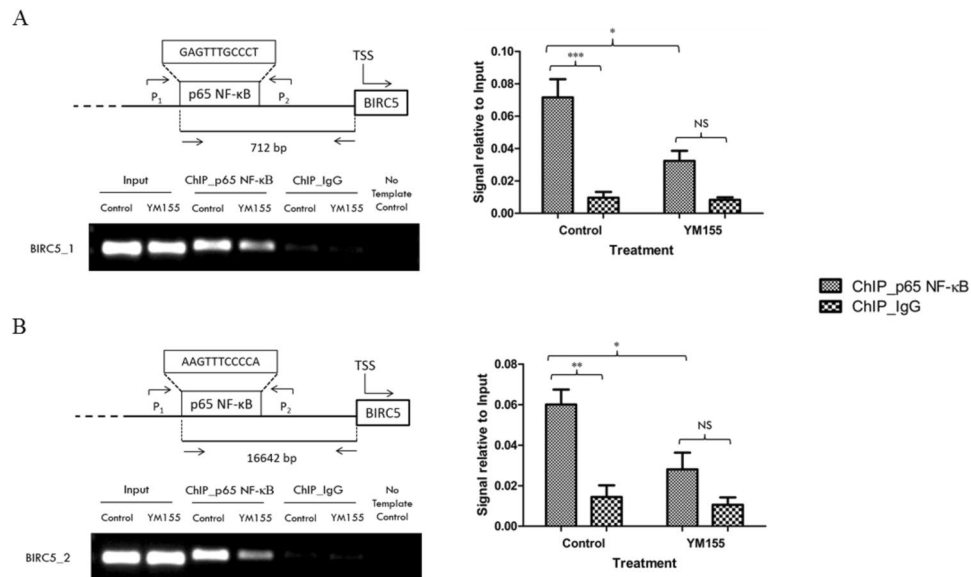 A
GAGTTTGCCCT
TSS
P1
p65 NF-κB
P2
BIRC5
712 bp
Input
ChIP_p65 NF-κB
ChIP_IgG
No Template Control
Control
YM155
Control
YM155
Control
YM155
BIRC5_1
Signal relative to Input
0.10
0.08
0.06
0.04
0.02
0.00
*
***
NS
Control
YM155
Treatment
ChIP_p65 NF-κB
ChIP_IgG
B
AAGTTTCCCCA
TSS
P1
p65 NF-κB
P2
BIRC5
16642 bp
Input
ChIP_p65 NF-κB
ChIP_IgG
No Template Control
Control
YM155
Control
YM155
Control
YM155
BIRC5_2
Signal relative to Input
0.08
0.06
0.04
0.02
0.00
*
**
NS
Control
YM155
Treatment